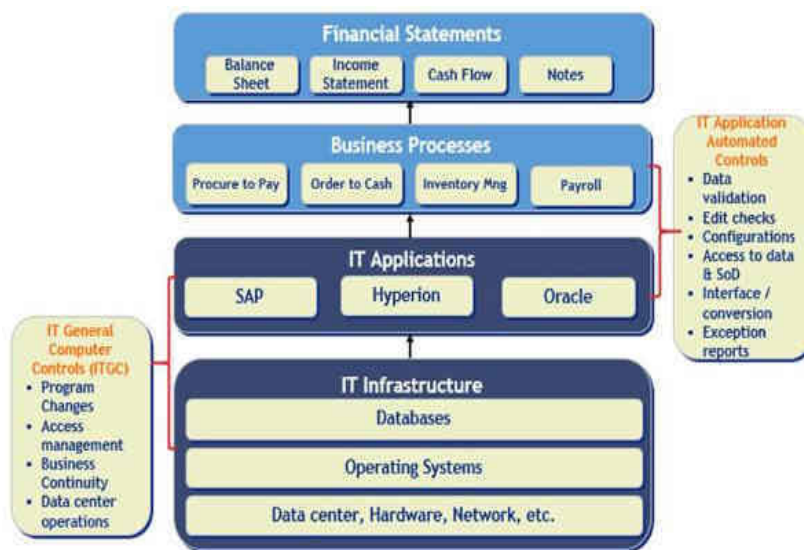 Financial Statements
Balance
Sheet
Income
Statement
Cash Flow
Notes
Business Processes
Procure to Pay
Order to Cash
Inventory Mng
Payroll
IT Application
Automated
Controls
• Data
validation
• Edit checks
• Configurations
• Access to data
& SoD
• Interface /
conversion
• Exception
reports
IT Applications
SAP
Hyperion
Oracle
IT General
Computer
Controls (ITGC)
• Program
Changes
• Access
management
• Business
Continuity
• Data center
operations
IT Infrastructure
Databases
Operating Systems
Data center, Hardware, Network, etc.